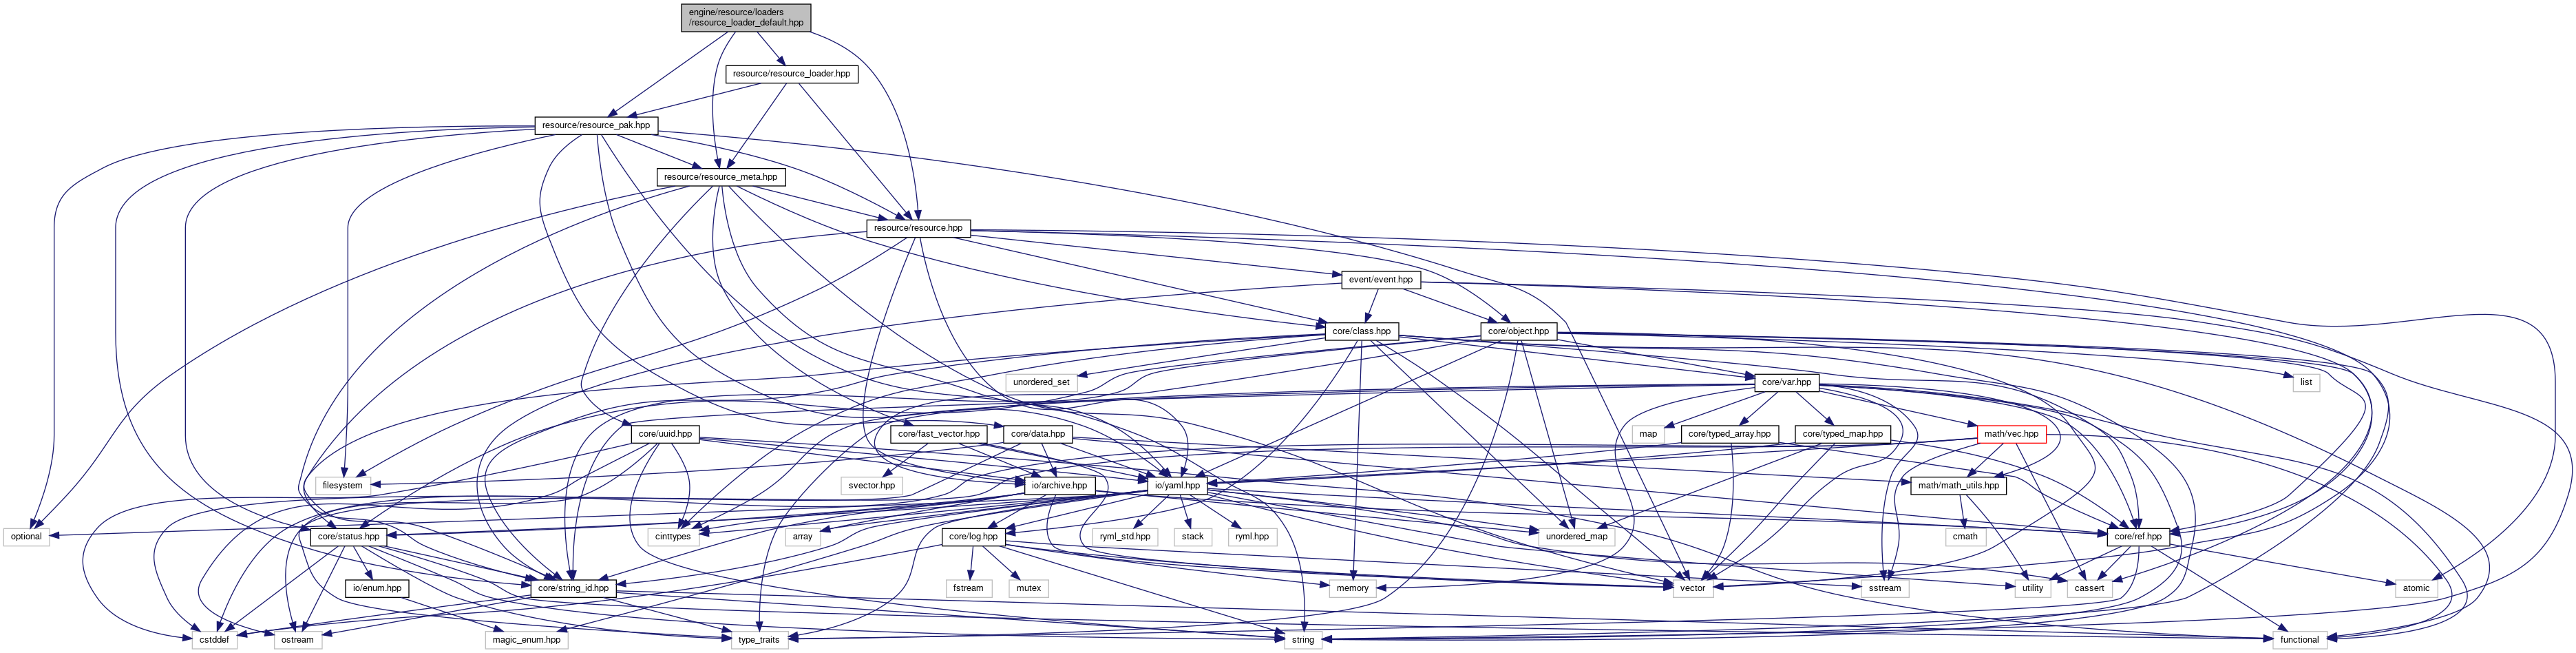 engine/resource/loaders
/resource_loader_default.hpp
resource/resource_loader.hpp
resource/resource_pak.hpp
resource/resource_meta.hpp
resource/resource.hpp
event/event.hpp
core/class.hpp
core/object.hpp
unordered_set
core/var.hpp
list
core/uuid.hpp
core/fast_vector.hpp
core/data.hpp
map
core/typed_array.hpp
core/typed_map.hpp
math/vec.hpp
filesystem
svector.hpp
io/archive.hpp
io/yaml.hpp
math/math_utils.hpp
optional
core/status.hpp
cinttypes
array
core/log.hpp
ryml_std.hpp
stack
ryml.hpp
unordered_map
cmath
core/ref.hpp
io/enum.hpp
core/string_id.hpp
fstream
mutex
memory
vector
sstream
utility
cassert
atomic
cstddef
ostream
magic_enum.hpp
type_traits
string
functional